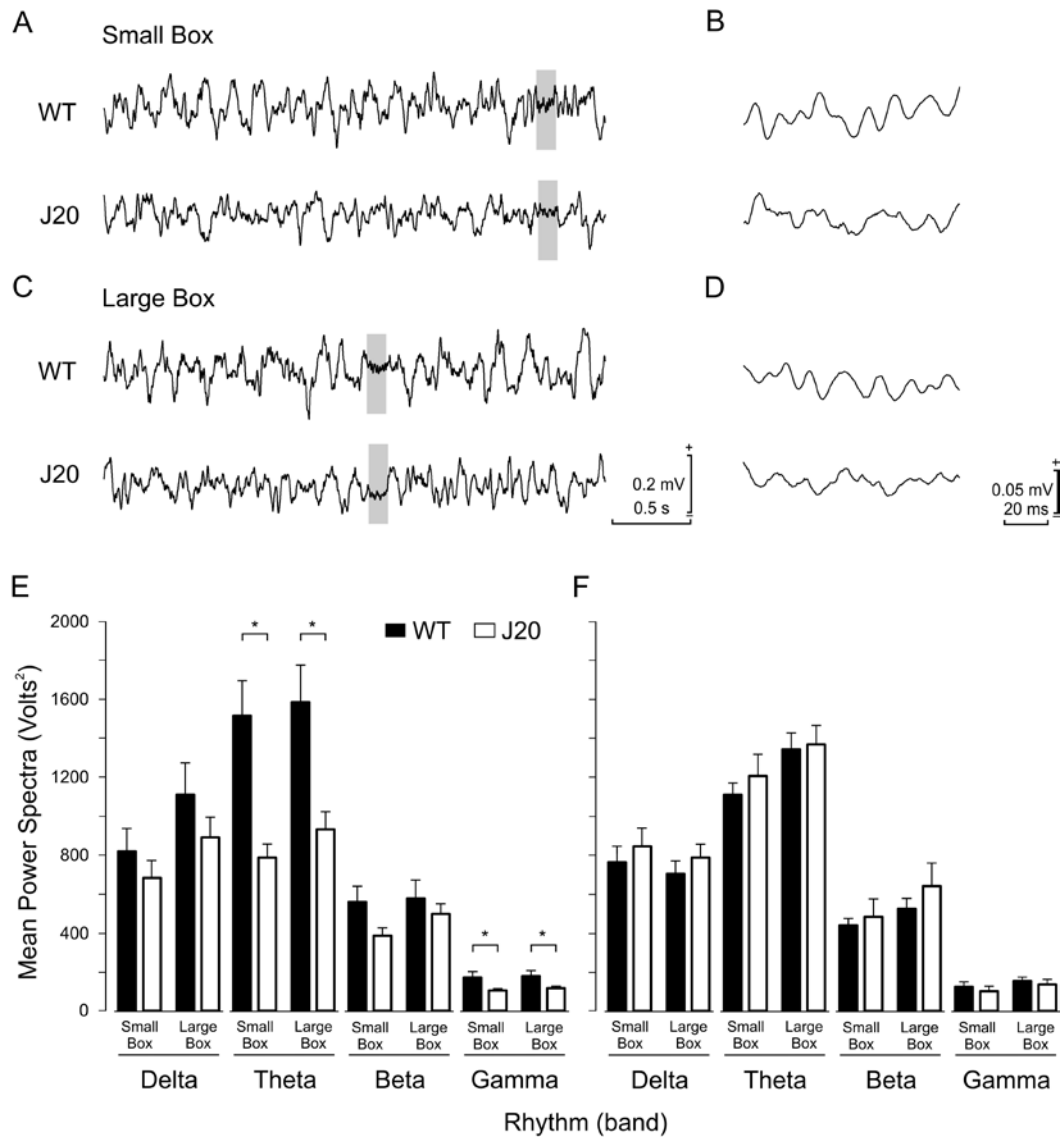 A
Small Box
B
WT
J20
C
Large Box
D
WT
J20
+
0.2 mV
0.5 s
–
+
0.05 mV
20 ms
–
E
F
Mean Power Spectra (Volts²)
2000
1600
1200
800
400
0
*
*
WT
J20
*
*
Small Box
Large Box
Small Box
Large Box
Small Box
Large Box
Small Box
Large Box
Small Box
Large Box
Small Box
Large Box
Small Box
Large Box
Small Box
Large Box
Delta
Theta
Beta
Gamma
Delta
Theta
Beta
Gamma
Rhythm (band)